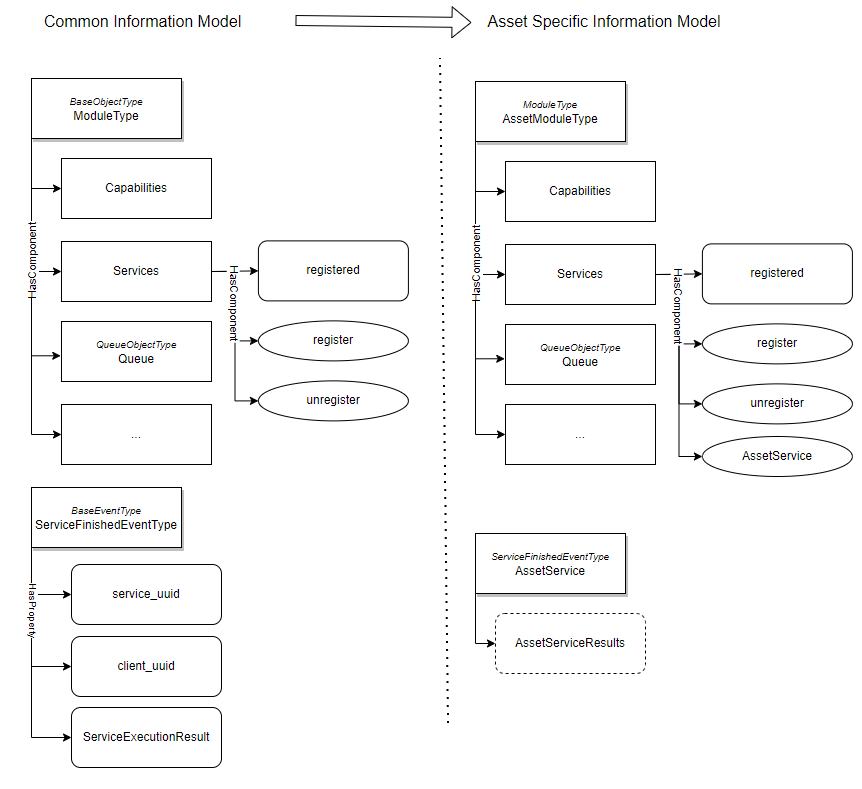 Common Information Model
Asset Specific Information Model
BaseObjectType
ModuleType
Capabilities
HasComponent
Services
HasComponent
registered
QueueObjectType
Queue
register
unregister
...
BaseEventType
ServiceFinishedEventType
HasProperty
service_uuid
client_uuid
ServiceExecutionResult
ModuleType
AssetModuleType
Capabilities
HasComponent
Services
HasComponent
registered
QueueObjectType
Queue
register
unregister
...
AssetService
ServiceFinishedEventType
AssetService
AssetServiceResults